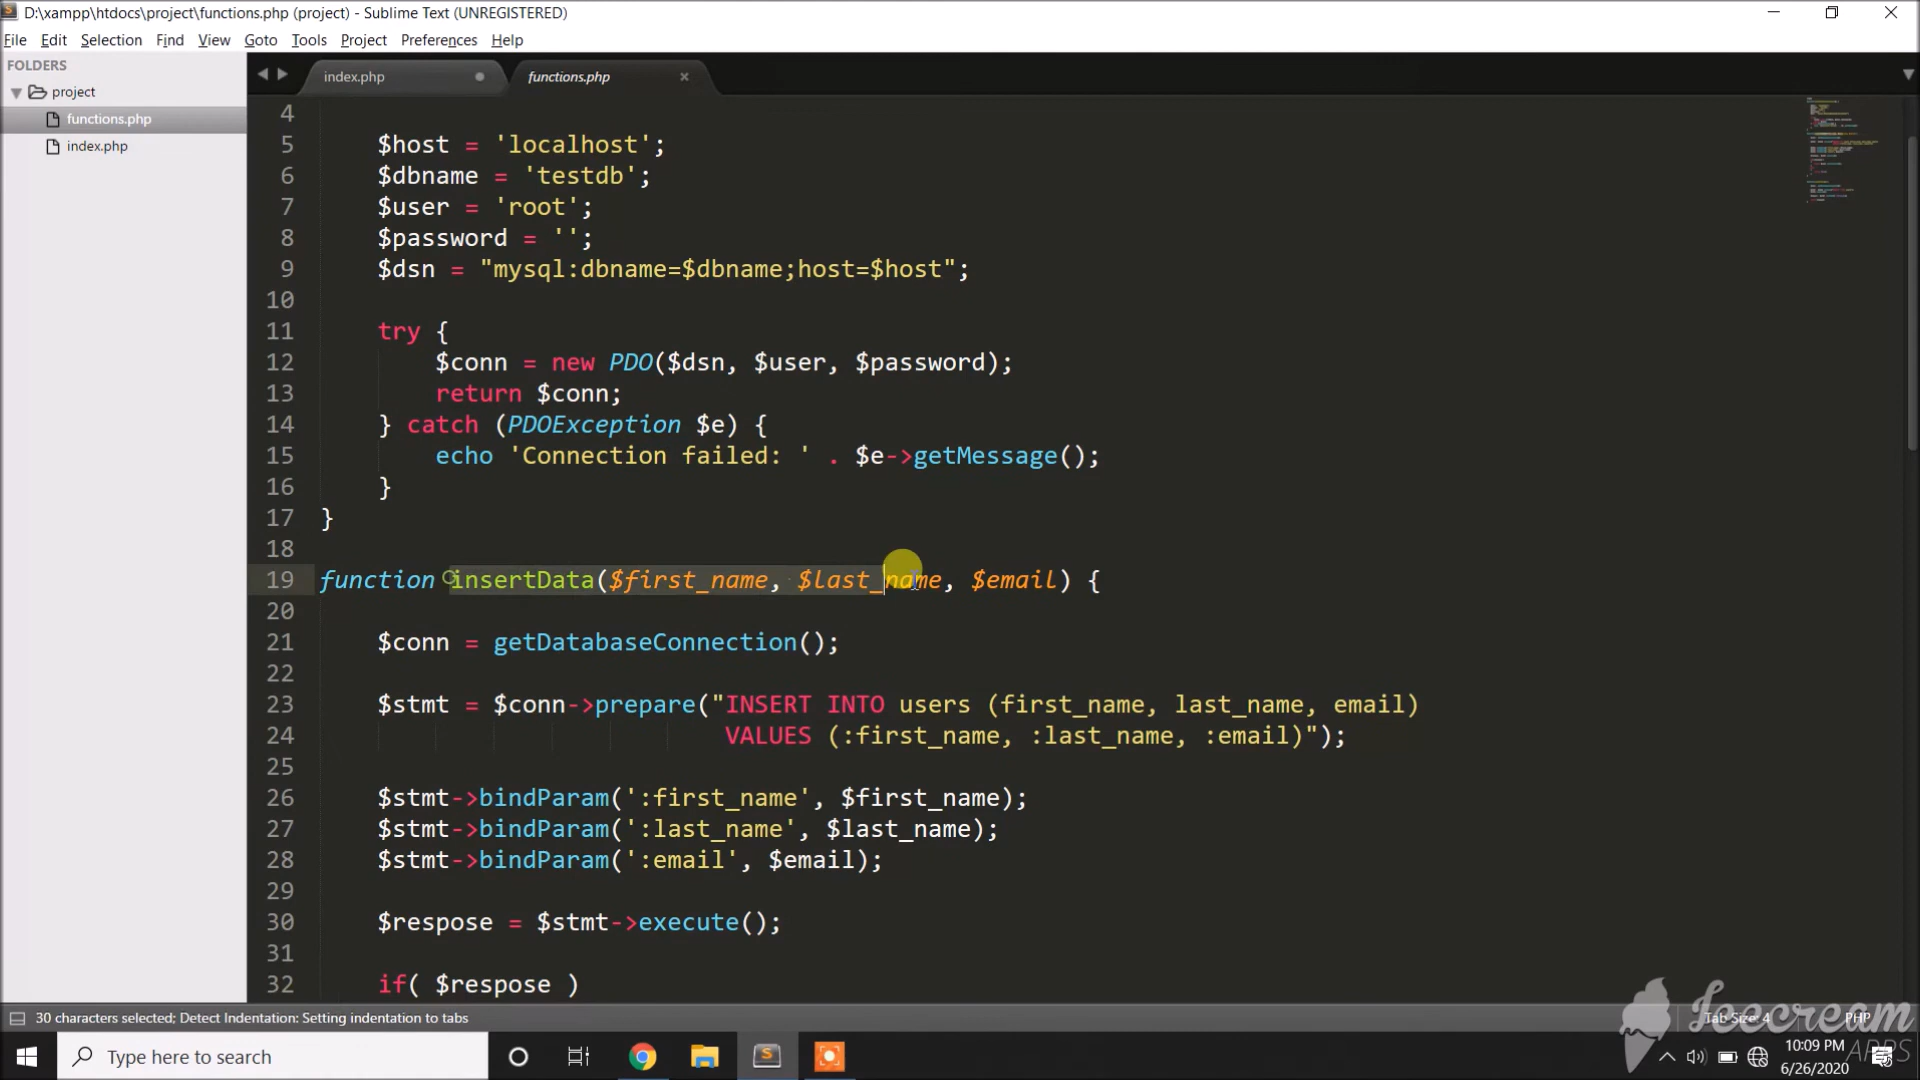 D:\xampp\htdocs\project\functions.php (project) - Sublime Text (UNREGISTERED)
File Edit Selection Find View Goto Tools Project Preferences Help
FOLDERS
project
functions.php
index.php
index.php functions.php
4
5 $host = 'localhost';
6 $dbname = 'testdb';
7 $user = 'root';
8 $password = '';
9 $dsn = "mysql:dbname=$dbname;host=$host";
10
11 try {
12 $conn = new PDO($dsn, $user, $password);
13 return $conn;
14 } catch (PDOException $e) {
15 echo 'Connection failed: ' . $e->getMessage();
16 }
17 }
18
19 function insertData($first_name, $last_name, $email) {
20
21 $conn = getDatabaseConnection();
22
23 $stmt = $conn->prepare("INSERT INTO users (first_name, last_name, email)
24 VALUES (:first_name, :last_name, :email)");
25
26 $stmt->bindParam(':first_name', $first_name);
27 $stmt->bindParam(':last_name', $last_name);
28 $stmt->bindParam(':email', $email);
29
30 $respose = $stmt->execute();
31
32 if( $respose )
30 characters selected; Detect Indentation: Setting indentation to tabs
Tab Size: 4 PHP
Icecream
APPS
Type here to search
10:09 PM
6/26/2020